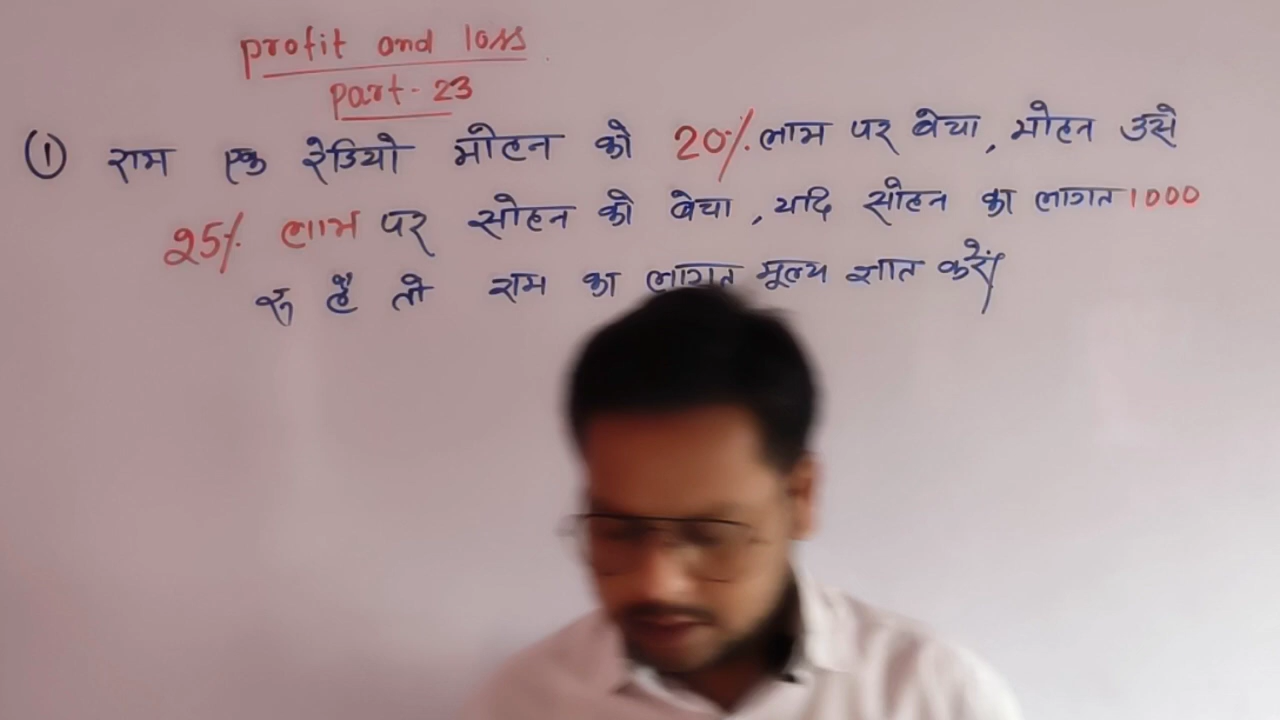 profit and loss
part- 23
① राम एक रेडियो मोहन को 20% लाभ पर बेचा, मोहन उसे
25% लाभ पर सोहन को बेचा, यदि सोहन का लागत 1000
रु है तो राम का लागत मूल्य ज्ञात करें।